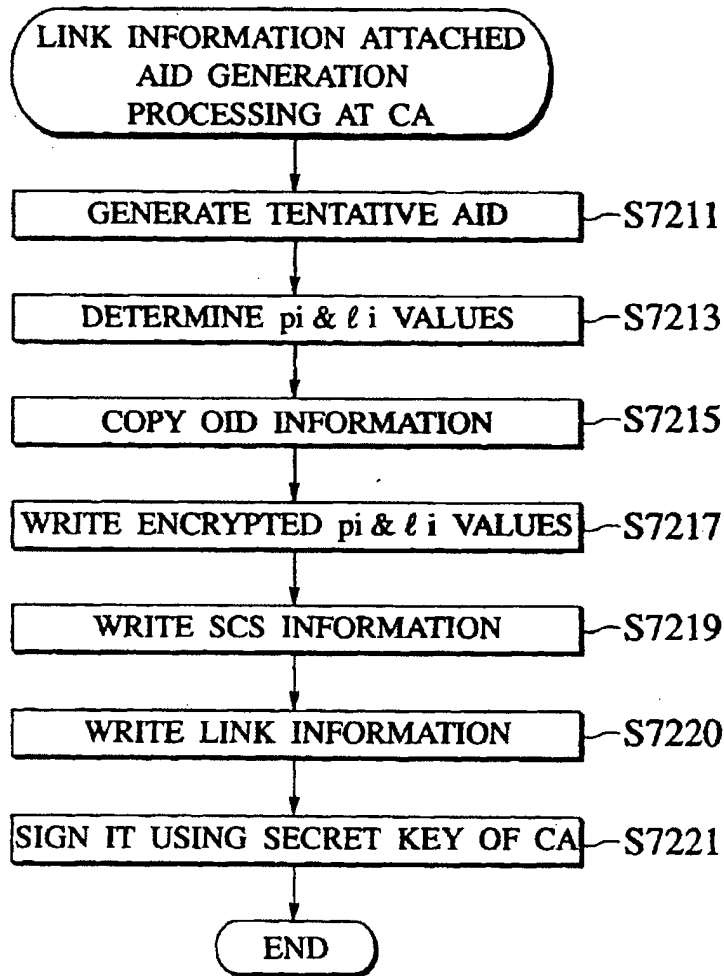 LINK INFORMATION ATTACHED
AID GENERATION
PROCESSING AT CA
GENERATE TENTATIVE AID
S7211
DETERMINE pi & ℓ i VALUES
S7213
COPY OID INFORMATION
S7215
WRITE ENCRYPTED pi & ℓ i VALUES
S7217
WRITE SCS INFORMATION
S7219
WRITE LINK INFORMATION
S7220
SIGN IT USING SECRET KEY OF CA
S7221
END